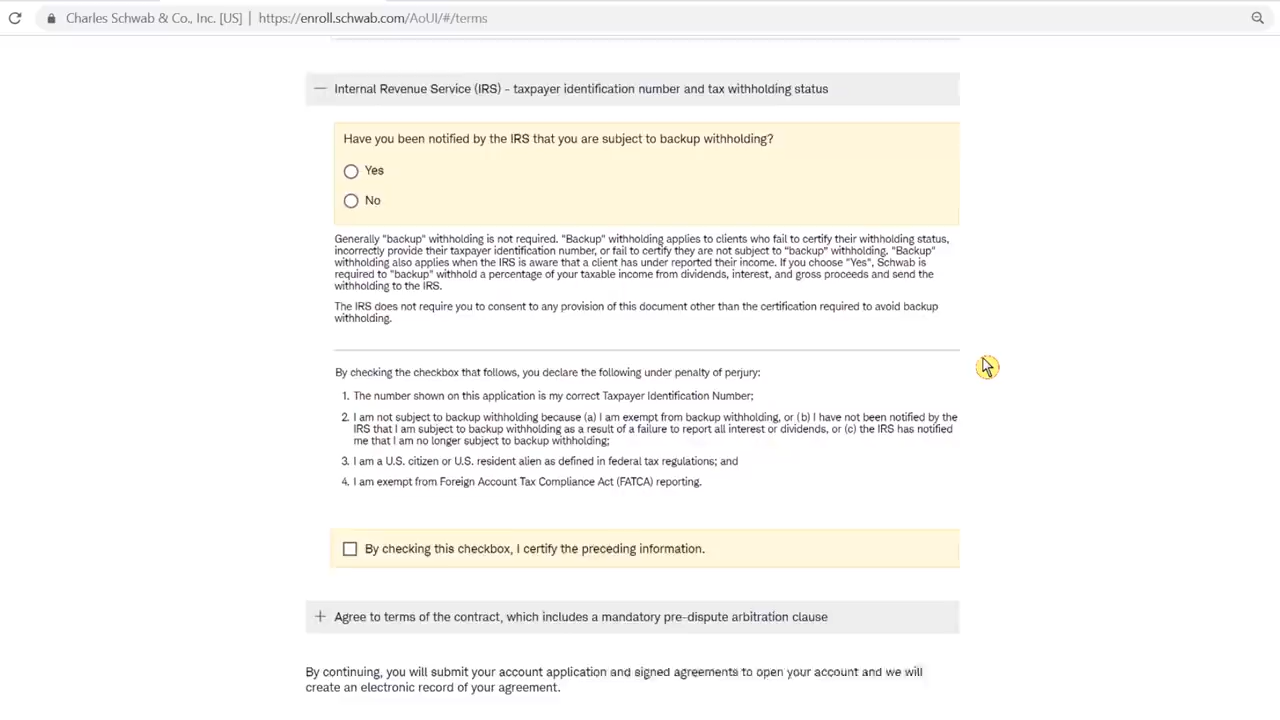 Charles Schwab & Co., Inc. [US] | https://enroll.schwab.com/AoUI/#/terms
Internal Revenue Service (IRS) - taxpayer identification number and tax withholding status
Have you been notified by the IRS that you are subject to backup withholding?
Yes
No
Generally "backup" withholding is not required. "Backup" withholding applies to clients who fail to certify their withholding status,
incorrectly provide their taxpayer identification number, or fail to certify they are not subject to "backup" withholding. "Backup"
withholding also applies when the IRS is aware that a client has under reported their income. If you choose "Yes", Schwab is
required to "backup" withhold a percentage of your taxable income from dividends, interest, and gross proceeds and send the
withholding to the IRS.
The IRS does not require you to consent to any provision of this document other than the certification required to avoid backup
withholding.
By checking the checkbox that follows, you declare the following under penalty of perjury:
1. The number shown on this application is my correct Taxpayer Identification Number;
2. I am not subject to backup withholding because (a) I am exempt from backup withholding, or (b) I have not been notified by the
IRS that I am subject to backup withholding as a result of a failure to report all interest or dividends, or (c) the IRS has notified
me that I am no longer subject to backup withholding;
3. I am a U.S. citizen or U.S. resident alien as defined in federal tax regulations; and
4. I am exempt from Foreign Account Tax Compliance Act (FATCA) reporting.
By checking this checkbox, I certify the preceding information.
Agree to terms of the contract, which includes a mandatory pre-dispute arbitration clause
By continuing, you will submit your account application and signed agreements to open your account and we will
create an electronic record of your agreement.